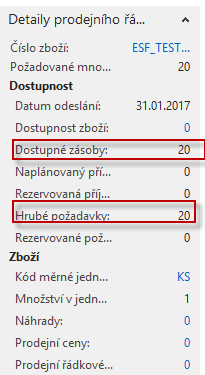 Detaily prodejního řá...
Číslo zboží: ESF_TEST...
Požadované mno... 20
Dostupnost
Datum odeslání: 31.01.2017
Dostupnost zboží: 0
Dostupné zásoby: 20
Naplánovaný pří... 0
Rezervovaná příj... 0
Hrubé požadavky: 20
Rezervované pož... 0
Zboží
Kód měrné jedn... KS
Množství v jedn... 1
Náhrady: 0
Prodejní ceny: 0
Prodejní řádkové... 0